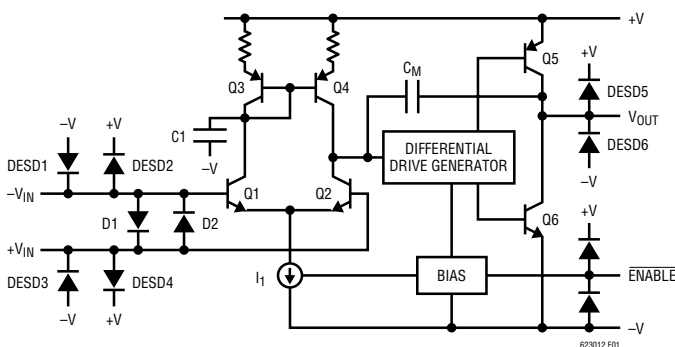 +V
Q3
Q4
Q5
+V
CM
DESD5
C1
–V
+V
–V
VOUT
DESD1
DESD2
DIFFERENTIAL
DRIVE GENERATOR
DESD6
–VIN
Q1
Q2
–V
D1
D2
+V
Q6
+VIN
DESD3
DESD4
I1
BIAS
ENABLE
–V
+V
–V
623012 F01